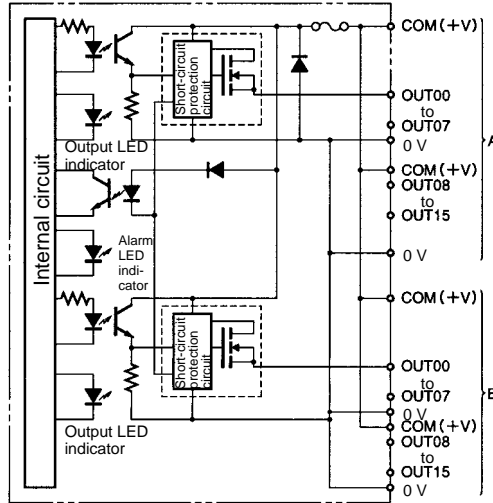 COM (+V)
OUT00
to
OUT07
0 V
COM (+V)
OUT08
to
OUT15
0 V
A
Short-circuit
protection
circuit
Output LED
indicator
Internal circuit
Alarm
LED
indi-
cator
COM (+V)
OUT00
to
OUT07
0 V
COM (+V)
OUT08
to
OUT15
0 V
B
Short-circuit
protection
circuit
Output LED
indicator